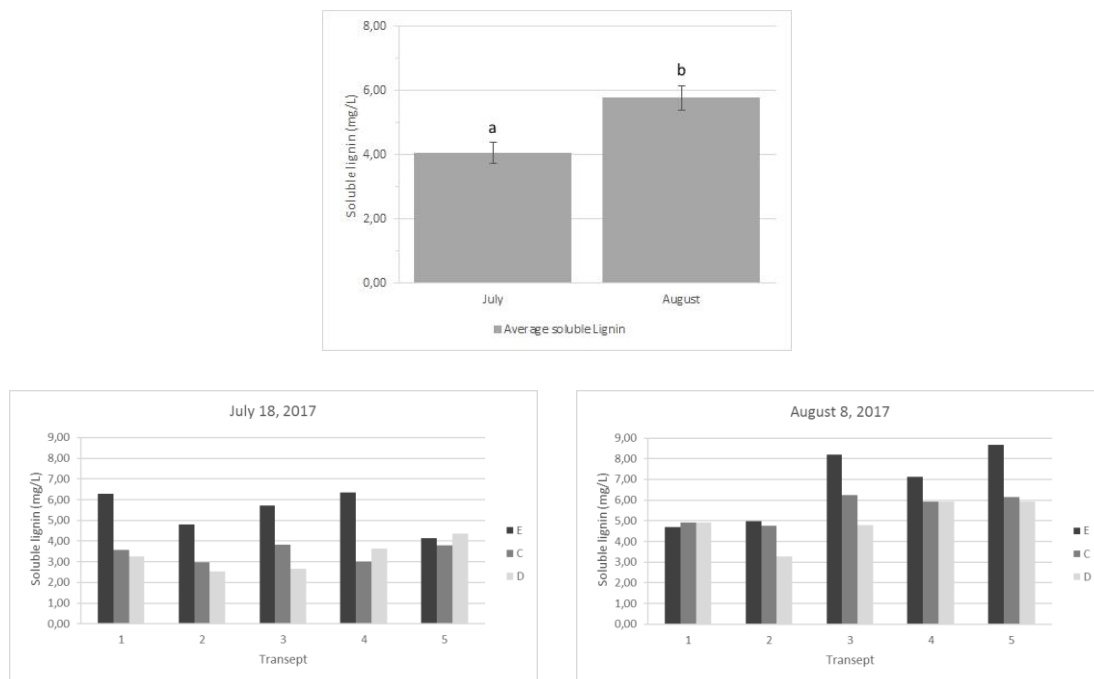 8,00
6,00
4,00
2,00
0,00
Soluble lignin (mg/L)
a
b
July
August
Average soluble Lignin
July 18, 2017
9,00
8,00
7,00
6,00
5,00
4,00
3,00
2,00
1,00
0,00
Soluble lignin (mg/L)
1 2 3 4 5
Transept
E
C
D
August 8, 2017
9,00
8,00
7,00
6,00
5,00
4,00
3,00
2,00
1,00
0,00
Soluble lignin (mg/L)
1 2 3 4 5
Transept
E
C
D